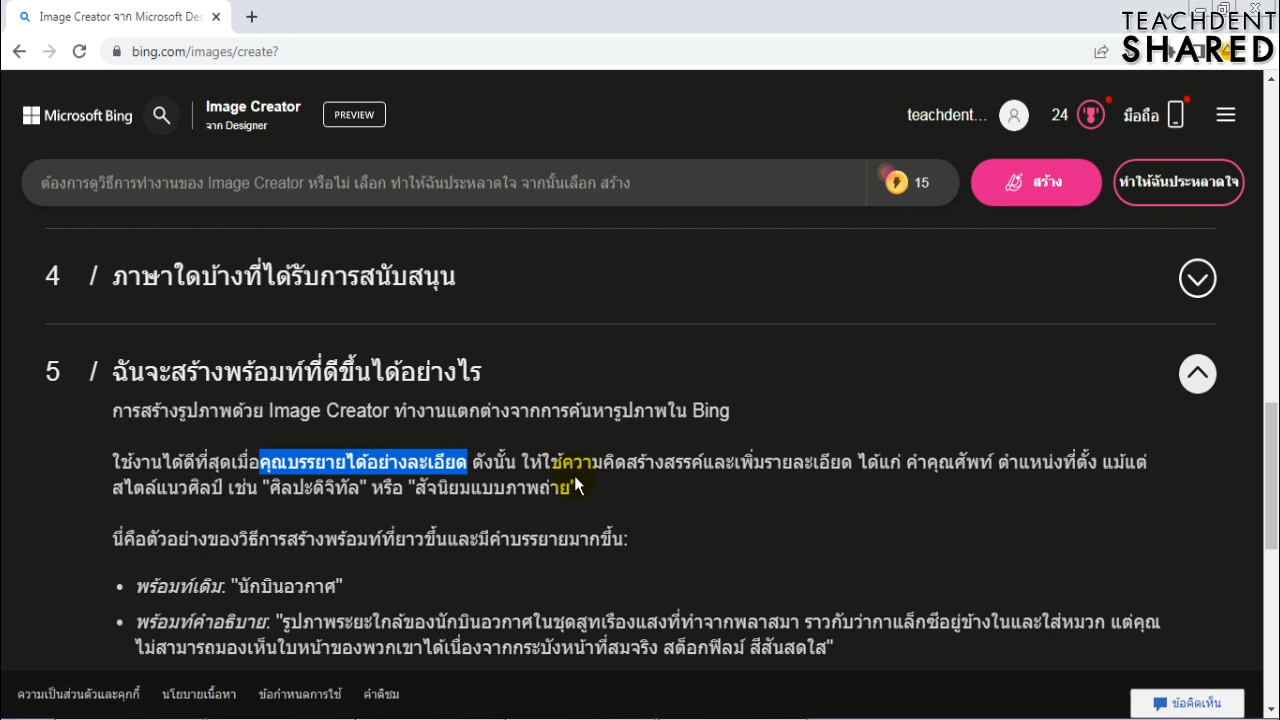 Image Creator จาก Microsoft Des
TEACHDENT
SHARED
bing.com/images/create?
Microsoft Bing
Image Creator
จาก Designer
PREVIEW
teachdent...
24
มือถือ
ต้องการดูวิธีการทำงานของ Image Creator หรือไม่ เลือก ทำให้ฉันประหลาดใจ จากนั้นเลือก สร้าง
15
สร้าง
ทำให้ฉันประหลาดใจ
4 / ภาษาใดบ้างที่ได้รับการสนับสนุน
5 / ฉันจะสร้างพร้อมท์ที่ดีขึ้นได้อย่างไร
การสร้างรูปภาพด้วย Image Creator ทำงานแตกต่างจากการค้นหารูปภาพใน Bing
ใช้งานได้ดีที่สุดเมื่อคุณบรรยายได้อย่างละเอียด ดังนั้น ให้ใช้ความคิดสร้างสรรค์และเพิ่มรายละเอียด ได้แก่ คำคุณศัพท์ ตำแหน่งที่ตั้ง แม้แต่
สไตล์แนวศิลป์ เช่น "ศิลปะดิจิทัล" หรือ "สัจนิยมแบบภาพถ่าย"
นี่คือตัวอย่างของวิธีการสร้างพร้อมท์ที่ยาวขึ้นและมีคำบรรยายมากขึ้น:
• พร้อมท์เดิม: "นักบินอวกาศ"
• พร้อมท์คำอธิบาย: "รูปภาพระยะใกล้ของนักบินอวกาศในชุดสูทเรืองแสงที่ทำจากพลาสมา ราวกับว่ากาแล็กซีอยู่ข้างในและใส่หมวก แต่คุณ
ไม่สามารถมองเห็นใบหน้าของพวกเขาได้เนื่องจากกระบังหน้าที่สมจริง สต็อกฟิลม์ สีสันสดใส"
ความเป็นส่วนตัวและคุกกี้
นโยบายเนื้อหา
ข้อกำหนดการใช้
คำติชม
ข้อคิดเห็น